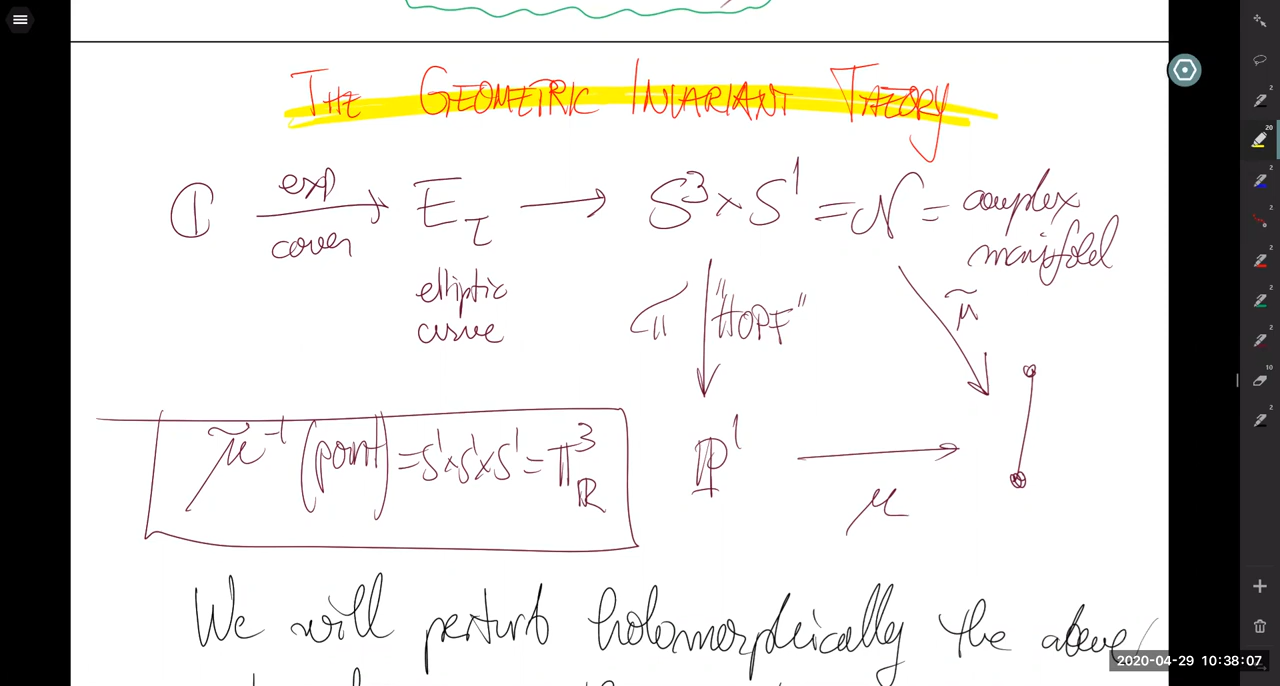 THE GEOMETRIC INVARIANT THEORY
ℂ exp cover → E_τ → S³ × S¹ = N = complex manifold
elliptic curve
π "HOPF"
μ̃
μ̃⁻¹ (point) = S¹×S¹×S¹ = 𝕋³_ℝ
ℙ¹ → μ
We will perturb holomorphically the above
2020-04-29 10:38:07